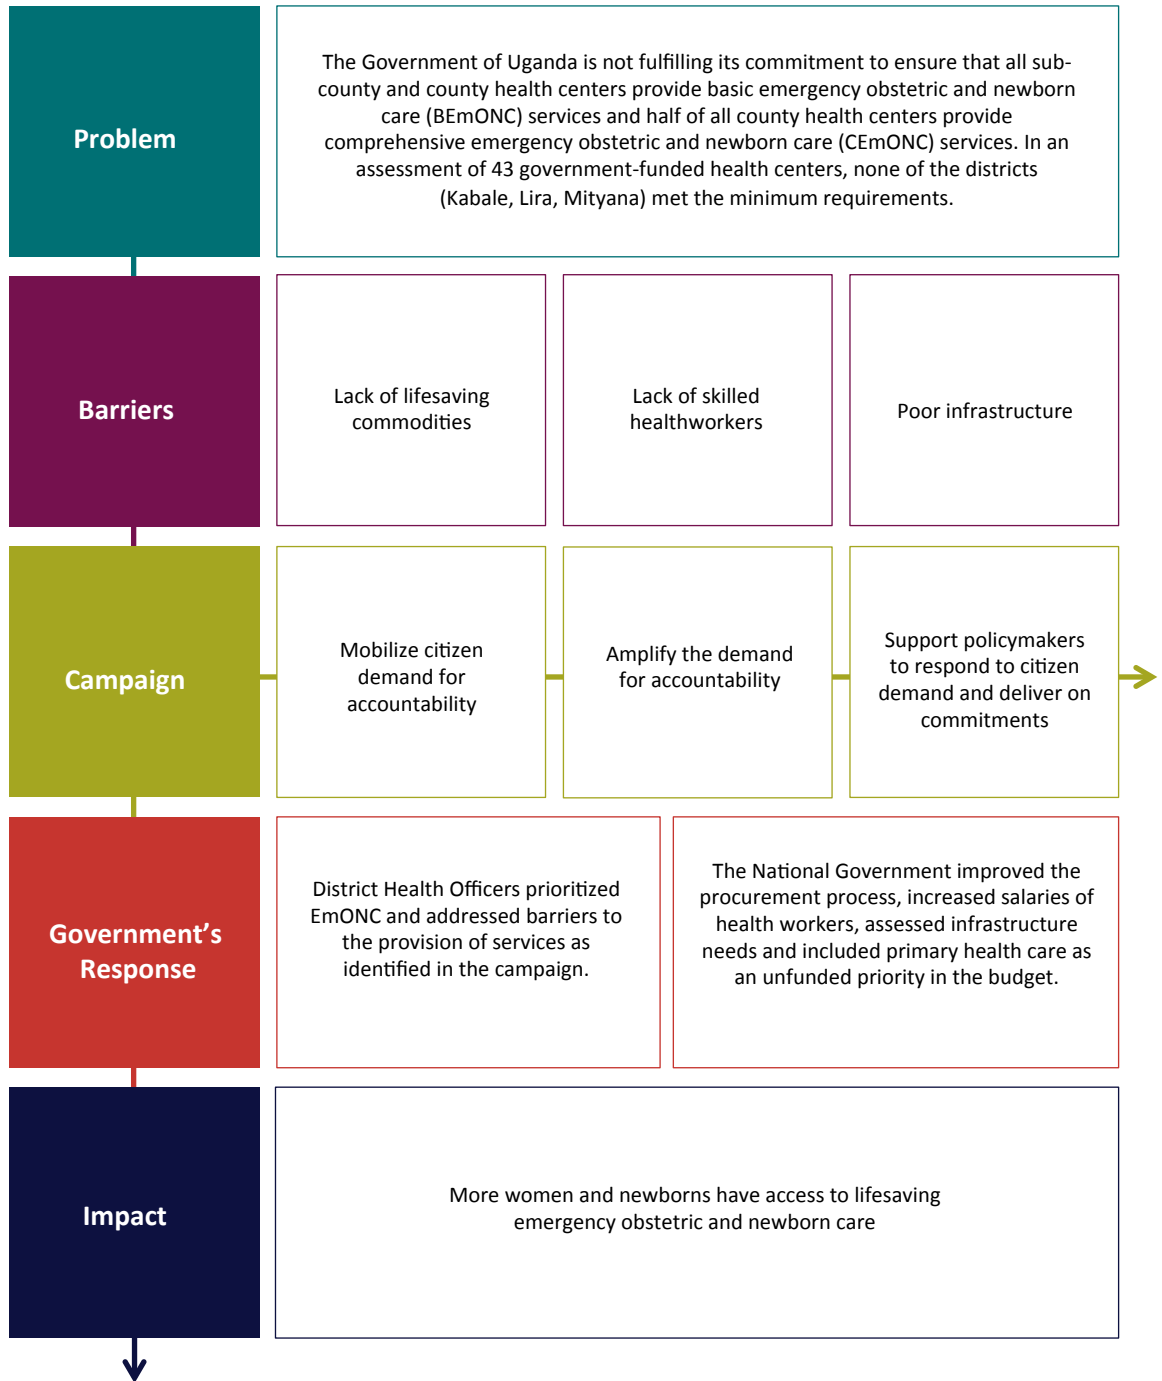 Problem
The Government of Uganda is not fulfilling its commitment to ensure that all sub-
county and county health centers provide basic emergency obstetric and newborn
care (BEmONC) services and half of all county health centers provide
comprehensive emergency obstetric and newborn care (CEmONC) services. In an
assessment of 43 government-funded health centers, none of the districts
(Kabale, Lira, Mityana) met the minimum requirements.
Barriers
Lack of lifesaving
commodities
Lack of skilled
healthworkers
Poor infrastructure
Campaign
Mobilize citizen
demand for
accountability
Amplify the demand
for accountability
Support policymakers
to respond to citizen
demand and deliver on
commitments
Government’s
Response
District Health Officers prioritized
EmONC and addressed barriers to
the provision of services as
identified in the campaign.
The National Government improved the
procurement process, increased salaries of
health workers, assessed infrastructure
needs and included primary health care as
an unfunded priority in the budget.
Impact
More women and newborns have access to lifesaving
emergency obstetric and newborn care